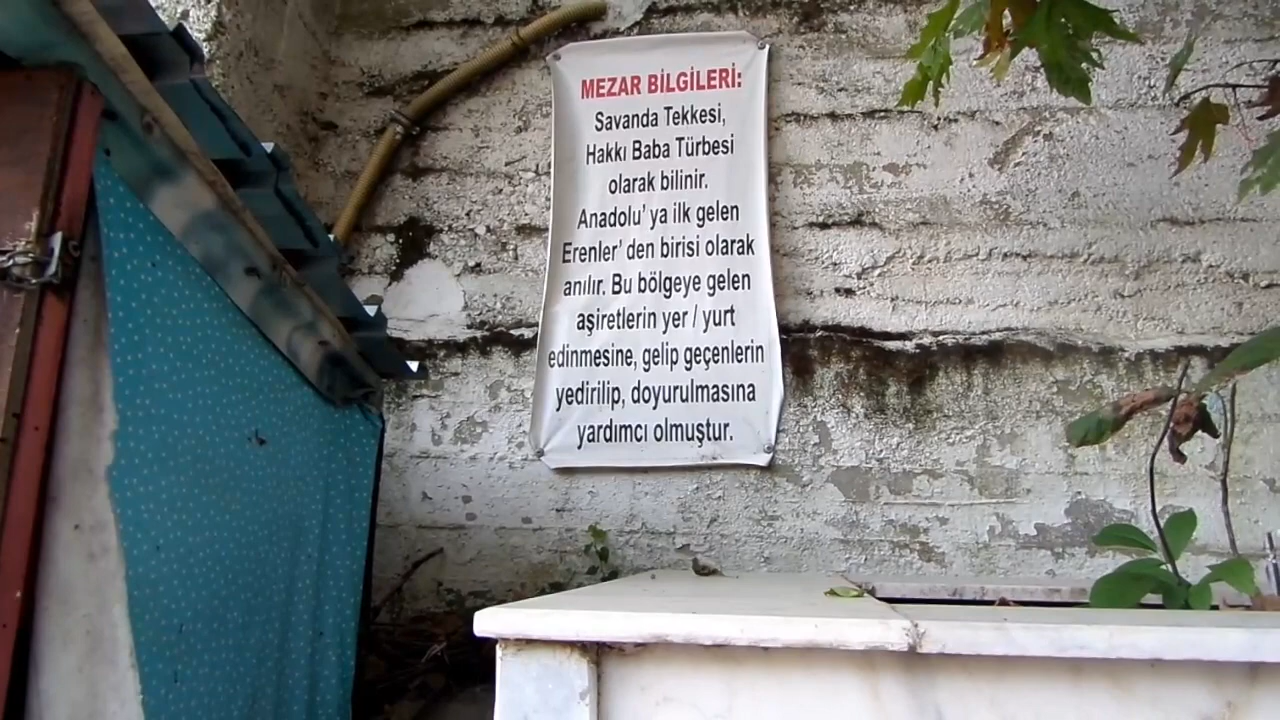 MEZAR BİLGİLERİ:
Savanda Tekkesi,
Hakkı Baba Türbesi
olarak bilinir.
Anadolu' ya ilk gelen
Erenler' den birisi olarak
anılır. Bu bölgeye gelen
aşiretlerin yer / yurt
edinmesine, gelip geçenlerin
yedirilip, doyurulmasına
yardımcı olmuştur.